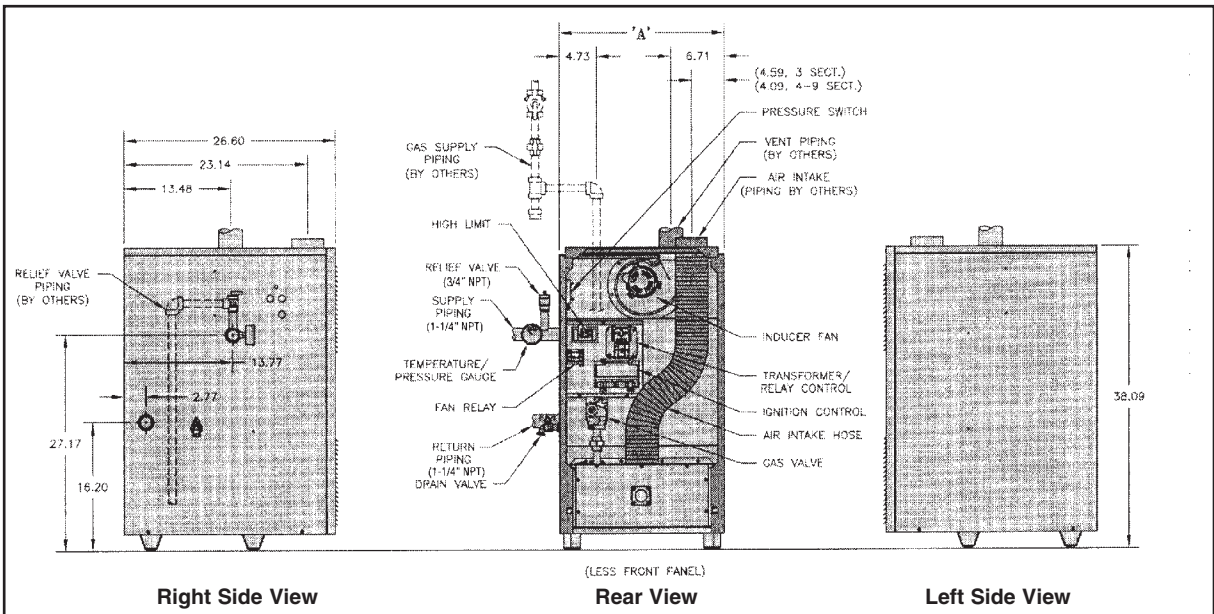 'A'
4.73
6.71
(4.59, 3 SECT.)
(4.09, 4-9 SECT.)
PRESSURE SWITCH
VENT PIPING
(BY OTHERS)
AIR INTAKE
(PIPING BY OTHERS)
GAS SUPPLY
PIPING
(BY OTHERS)
HIGH LIMIT
RELIEF VALVE
(3/4" NPT)
SUPPLY
PIPING
(1-1/4" NPT)
TEMPERATURE/
PRESSURE GAUGE
FAN RELAY
RETURN
PIPING
(1-1/4" NPT)
DRAIN VALVE
INDUCER FAN
TRANSFORMER/
RELAY CONTROL
IGNITION CONTROL
AIR INTAKE HOSE
GAS VALVE
26.60
23.14
13.48
RELIEF VALVE
PIPING
(BY OTHERS)
13.77
2.77
27.17
16.20
38.09
(LESS FRONT PANEL)
Right Side View
Rear View
Left Side View